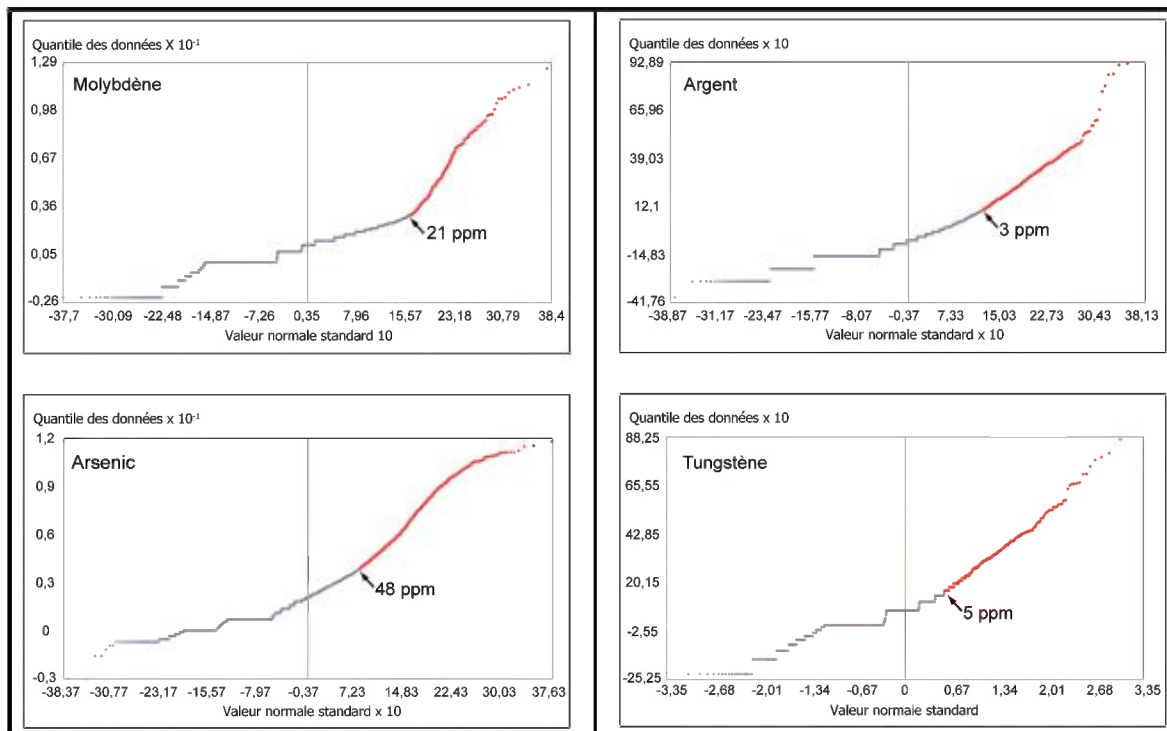 Quantile des données X 10⁻¹
1,29
0,98
0,67
0,36
0,05
-0,26
Molybdène
21 ppm
-37,7 -30,09 -22,48 -14,87 -7,26 0,35 7,96 15,57 23,18 30,79 38,4
Valeur normale standard 10
Quantile des données x 10
92,89
65,96
39,03
12,1
-14,83
-41,76
Argent
3 ppm
-38,87 -31,17 -23,47 -15,77 -8,07 -0,37 7,33 15,03 22,73 30,43 38,13
Valeur normale standard x 10
Quantile des données x 10⁻¹
1,2
0,9
0,6
0,3
0
-0,3
Arsenic
48 ppm
-38,37 -30,77 -23,17 -15,57 -7,97 -0,37 7,23 14,83 22,43 30,03 37,63
Valeur normale standard x 10
Quantile des données x 10
88,25
65,55
42,85
20,15
-2,55
-25,25
Tungstène
5 ppm
-3,35 -2,68 -2,01 -1,34 -0,67 0 0,67 1,34 2,01 2,68 3,35
Valeur normale standard